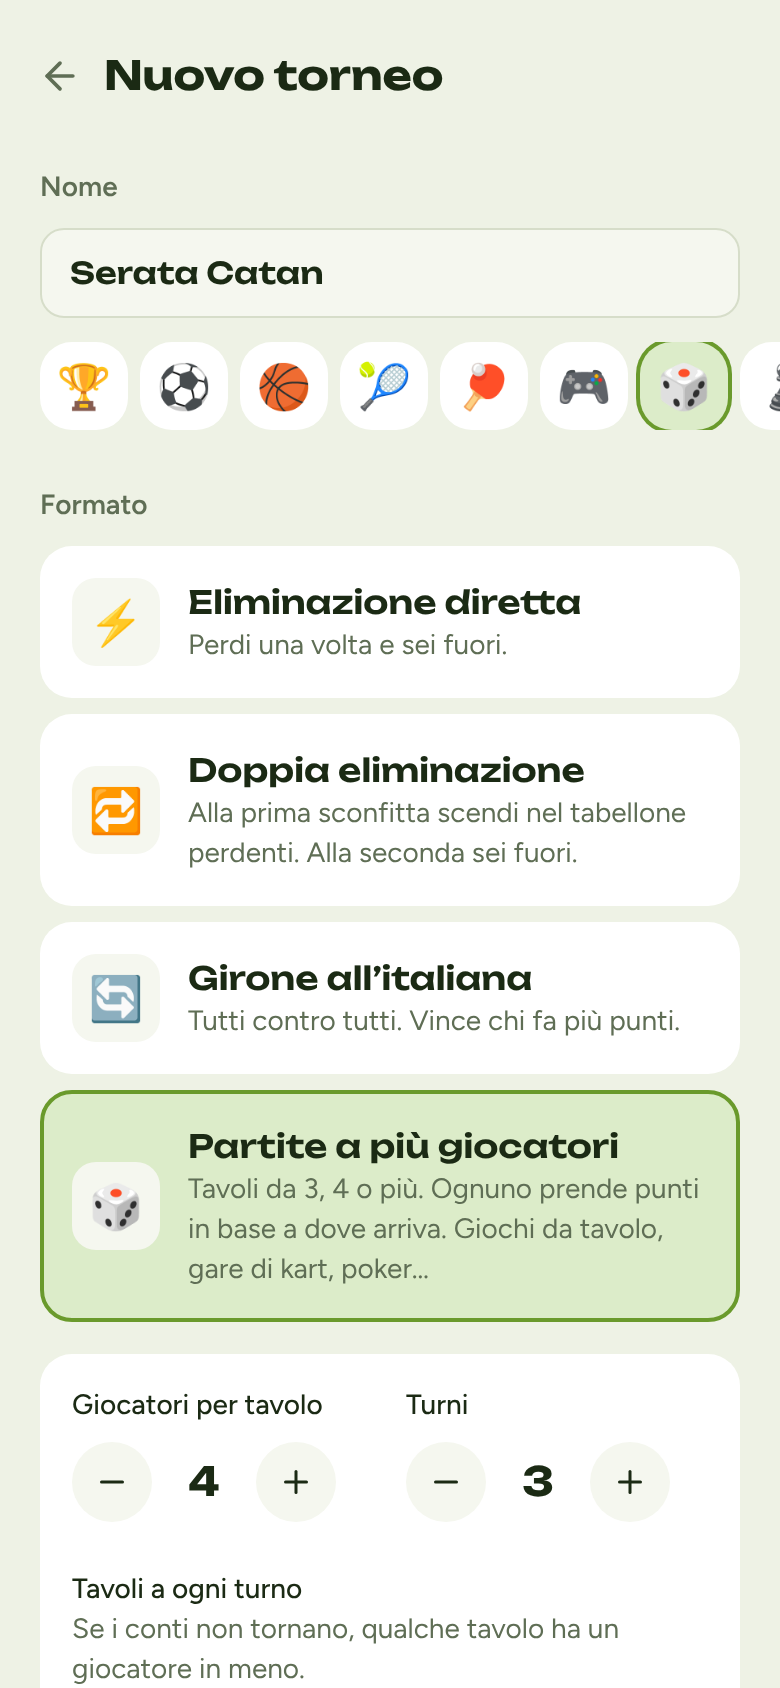 Nuovo torneo
Nome
Serata Catan
Formato
Eliminazione diretta
Perdi una volta e sei fuori.
Doppia eliminazione
Alla prima sconfitta scendi nel tabellone
perdenti. Alla seconda sei fuori.
Girone all’italiana
Tutti contro tutti. Vince chi fa più punti.
Partite a più giocatori
Tavoli da 3, 4 o più. Ognuno prende punti
in base a dove arriva. Giochi da tavolo,
gare di kart, poker…
Giocatori per tavolo Turni
− 4 + − 3 +
Tavoli a ogni turno
Se i conti non tornano, qualche tavolo ha un
giocatore in meno.